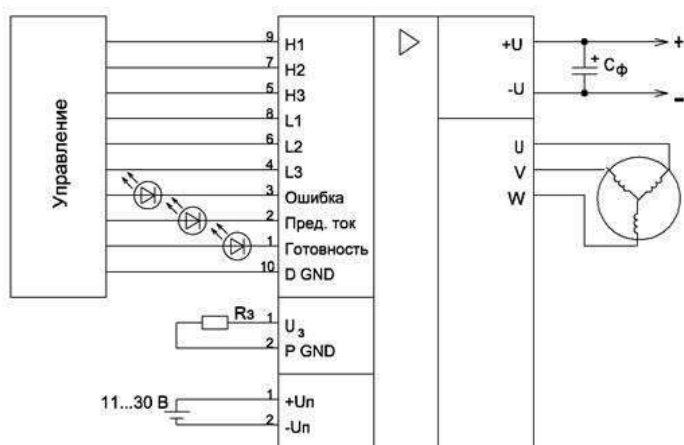 Управление
9 H1
7 H2
5 H3
8 L1
6 L2
4 L3
3 Ошибка
2 Пред. ток
1 Готовность
10 D GND
Rз 1 Uз
2 P GND
11...30 В 1 +Uп
2 -Uп
+U + Cф +
-U -
U
V
W